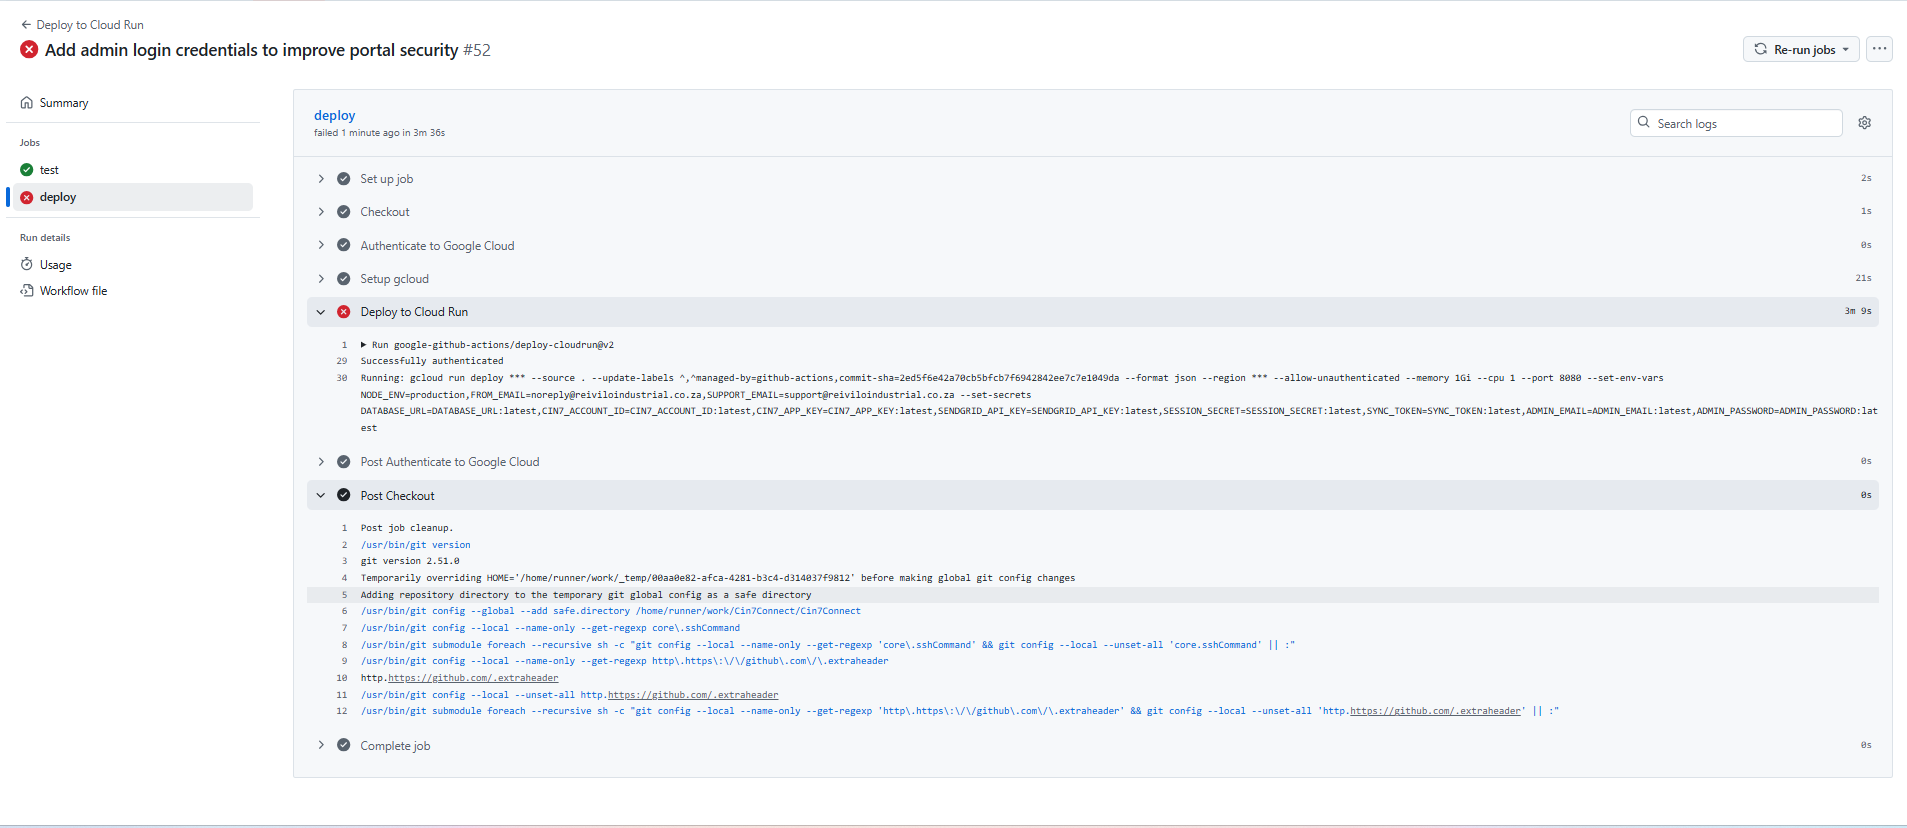 Deploy to Cloud Run
Add admin login credentials to improve portal security #52
Re-run jobs
Summary
Jobs
test
deploy
Run details
Usage
Workflow file
deploy
failed 1 minute ago in 3m 36s
Search logs
Set up job 2s
Checkout 1s
Authenticate to Google Cloud 0s
Setup gcloud 21s
Deploy to Cloud Run 3m 9s
1 Run google-github-actions/deploy-cloudrun@v2
29 Successfully authenticated
30 Running: gcloud run deploy *** --source . --update-labels ^,^managed-by=github-actions,commit-sha=2ed5f6e42a70cb5bfcb7f6942842ee7c7e1049da --format json --region *** --allow-unauthenticated --memory 1Gi --cpu 1 --port 8080 --set-env-vars
NODE_ENV=production,FROM_EMAIL=noreply@reiviloindustrial.co.za,SUPPORT_EMAIL=support@reiviloindustrial.co.za --set-secrets
DATABASE_URL=DATABASE_URL:latest,CIN7_ACCOUNT_ID=CIN7_ACCOUNT_ID:latest,CIN7_APP_KEY=CIN7_APP_KEY:latest,SENDGRID_API_KEY=SENDGRID_API_KEY:latest,SESSION_SECRET=SESSION_SECRET:latest,SYNC_TOKEN=SYNC_TOKEN:latest,ADMIN_EMAIL=ADMIN_EMAIL:latest,ADMIN_PASSWORD=ADMIN_PASSWORD:lat
est
Post Authenticate to Google Cloud 0s
Post Checkout 0s
1 Post job cleanup.
2 /usr/bin/git version
3 git version 2.51.0
4 Temporarily overriding HOME='/home/runner/work/_temp/00aa0e82-afca-4281-b3c4-d314037f9812' before making global git config changes
5 Adding repository directory to the temporary git global config as a safe directory
6 /usr/bin/git config --global --add safe.directory /home/runner/work/Cin7Connect/Cin7Connect
7 /usr/bin/git config --local --name-only --get-regexp core\.sshCommand
8 /usr/bin/git submodule foreach --recursive sh -c "git config --local --name-only --get-regexp 'core\.sshCommand' && git config --local --unset-all 'core.sshCommand' || :"
9 /usr/bin/git config --local --name-only --get-regexp http\.https\:\/\/github\.com\/\.extraheader
10 http.https://github.com/.extraheader
11 /usr/bin/git config --local --unset-all http.https://github.com/.extraheader
12 /usr/bin/git submodule foreach --recursive sh -c "git config --local --name-only --get-regexp 'http\.https\:\/\/github\.com\/\.extraheader' && git config --local --unset-all 'http.https://github.com/.extraheader' || :"
Complete job 0s